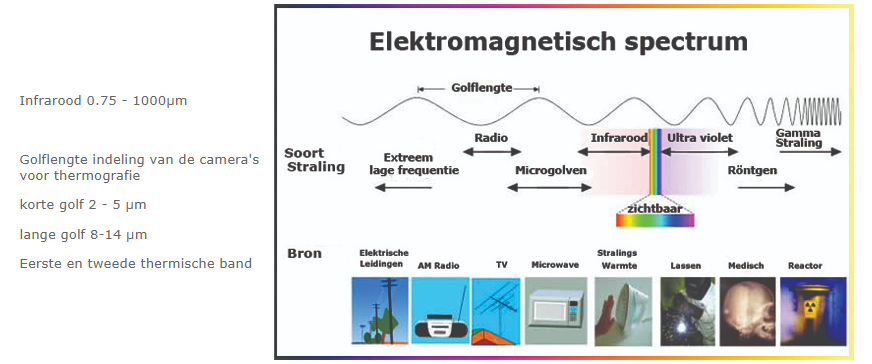 Infrarood 0.75 - 1000µm
Golflengte indeling van de camera's
voor thermografie
korte golf 2 - 5 µm
lange golf 8-14 µm
Eerste en tweede thermische band
Elektromagnetisch spectrum
Golflengte
Soort
Straling
Extreem
lage frequentie
Radio
Microgolven
Infrarood
Ultra violet
Gamma
Straling
Röntgen
zichtbaar
Bron
Elektrische
Leidingen
AM Radio
TV
Microwave
Stralings
Warmte
Lassen
Medisch
Reactor